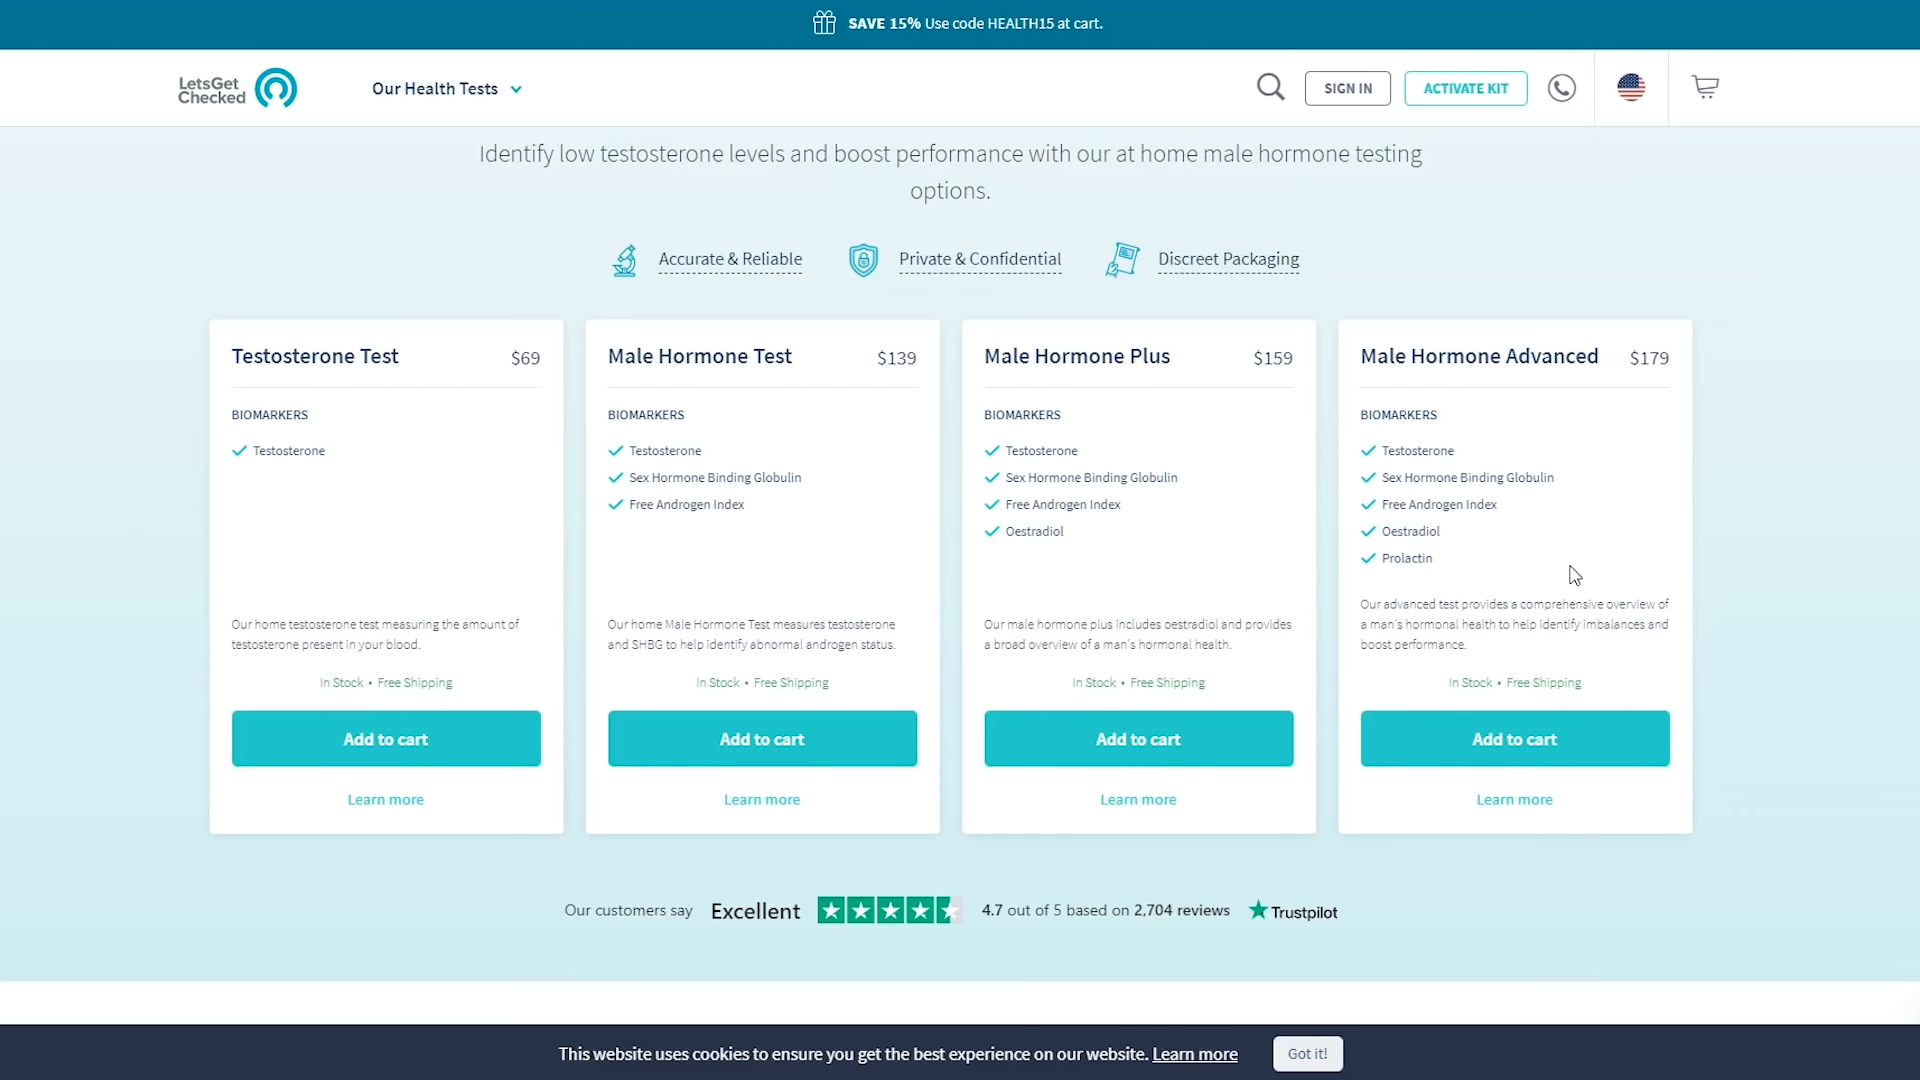 SAVE 15% Use code HEALTH15 at cart.
LetsGet
Checked
Our Health Tests
SIGN IN
ACTIVATE KIT
Identify low testosterone levels and boost performance with our at home male hormone testing
options.
Accurate & Reliable
Private & Confidential
Discreet Packaging
Testosterone Test $69
BIOMARKERS
Testosterone
Our home testosterone test measuring the amount of
testosterone present in your blood.
In Stock • Free Shipping
Add to cart
Learn more
Male Hormone Test $139
BIOMARKERS
Testosterone
Sex Hormone Binding Globulin
Free Androgen Index
Our home Male Hormone Test measures testosterone
and SHBG to help identify abnormal androgen status.
In Stock • Free Shipping
Add to cart
Learn more
Male Hormone Plus $159
BIOMARKERS
Testosterone
Sex Hormone Binding Globulin
Free Androgen Index
Oestradiol
Our male hormone plus includes oestradiol and provides
a broad overview of a man's hormonal health.
In Stock • Free Shipping
Add to cart
Learn more
Male Hormone Advanced $179
BIOMARKERS
Testosterone
Sex Hormone Binding Globulin
Free Androgen Index
Oestradiol
Prolactin
Our advanced test provides a comprehensive overview of
a man's hormonal health to help identify imbalances and
boost performance.
In Stock • Free Shipping
Add to cart
Learn more
Our customers say Excellent 4.7 out of 5 based on 2,704 reviews Trustpilot
This website uses cookies to ensure you get the best experience on our website. Learn more
Got it!